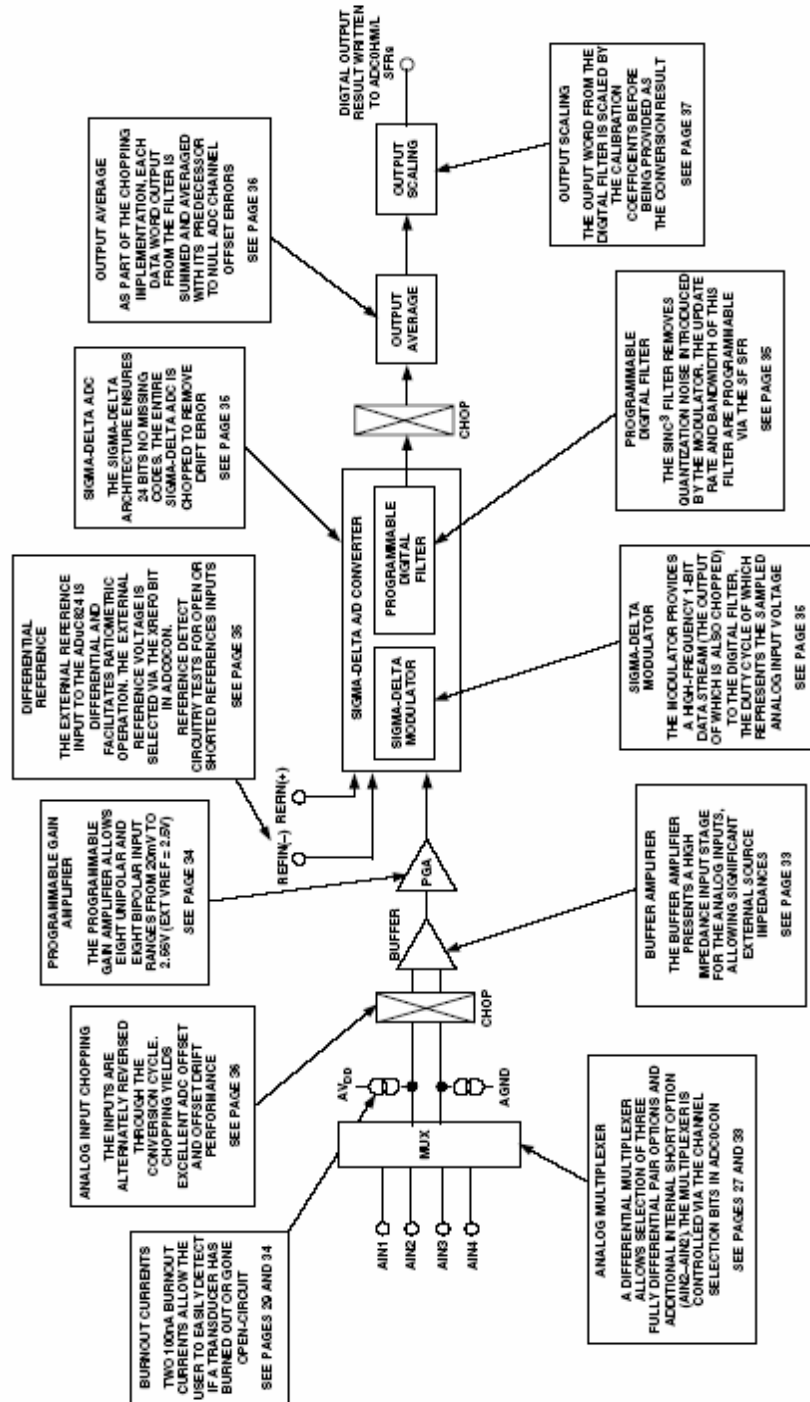 BURNOUT CURRENTS
TWO 100nA BURNOUT
CURRENTS ALLOW THE
USER TO EASILY DETECT
IF A TRANSDUCER HAS
BURNED OUT OR GONE
OPEN-CIRCUIT
SEE PAGES 29 AND 34
ANALOG INPUT CHOPPING
THE INPUTS ARE
ALTERNATELY REVERSED
THROUGH THE
CONVERSION CYCLE.
CHOPPING YIELDS
EXCELLENT ADC OFFSET
AND OFFSET DRIFT
PERFORMANCE
SEE PAGE 36
PROGRAMMABLE GAIN
AMPLIFIER
THE PROGRAMMABLE
GAIN AMPLIFIER ALLOWS
EIGHT UNIPOLAR AND
EIGHT BIPOLAR INPUT
RANGES FROM 20mV TO
2.56V (EXT VREF = 2.5V)
SEE PAGE 34
DIFFERENTIAL
REFERENCE
THE EXTERNAL REFERENCE
INPUT TO THE ADuC824 IS
DIFFERENTIAL AND
FACILITATES RATIOMETRIC
OPERATION. THE EXTERNAL
REFERENCE VOLTAGE IS
SELECTED VIA THE XREF0 BIT
IN ADC0CON.
REFERENCE DETECT
CIRCUITRY TESTS FOR OPEN OR
SHORTED REFERENCES INPUTS
SEE PAGE 35
SIGMA-DELTA ADC
THE SIGMA-DELTA
ARCHITECTURE ENSURES
24 BITS NO MISSING
CODES. THE ENTIRE
SIGMA-DELTA ADC IS
CHOPPED TO REMOVE
DRIFT ERROR
SEE PAGE 35
OUTPUT AVERAGE
AS PART OF THE CHOPPING
IMPLEMENTATION, EACH
DATA WORD OUTPUT
FROM THE FILTER IS
SUMMED AND AVERAGED
WITH ITS PREDECESSOR
TO NULL ADC CHANNEL
OFFSET ERRORS
SEE PAGE 36
AIN1
AIN2
AIN3
AIN4
MUX
AVDD
AGND
CHOP
BUFFER
PGA
REFIN(–)
REFIN(+)
SIGMA-DELTA A/D CONVERTER
SIGMA-DELTA
MODULATOR
PROGRAMMABLE
DIGITAL
FILTER
CHOP
OUTPUT
AVERAGE
OUTPUT
SCALING
DIGTAL OUTPUT
RESULT WRITTEN
TO ADC0H/M/L
SFRs
ANALOG MULTIPLEXER
A DIFFERENTIAL MULTIPLEXER
ALLOWS SELECTION OF THREE
FULLY DIFFERENTIAL PAIR OPTIONS AND
ADDITIONAL INTERNAL SHORT OPTION
(AIN2–AIN2). THE MULTIPLEXER IS
CONTROLLED VIA THE CHANNEL
SELECTION BITS IN ADC0CON
SEE PAGES 27 AND 33
BUFFER AMPLIFIER
THE BUFFER AMPLIFIER
PRESENTS A HIGH
IMPEDANCE INPUT STAGE
FOR THE ANALOG INPUTS,
ALLOWING SIGNIFICANT
EXTERNAL SOURCE
IMPEDANCES
SEE PAGE 33
SIGMA-DELTA
MODULATOR
THE MODULATOR PROVIDES
A HIGH-FREQUENCY 1-BIT
DATA STREAM (THE OUTPUT
OF WHICH IS ALSO CHOPPED)
TO THE DIGITAL FILTER,
THE DUTY CYCLE OF WHICH
REPRESENTS THE SAMPLED
ANALOG INPUT VOLTAGE
SEE PAGE 35
PROGRAMMABLE
DIGITAL FILTER
THE SINC3 FILTER REMOVES
QUANTIZATION NOISE INTRODUCED
BY THE MODULATOR. THE UPDATE
RATE AND BANDWIDTH OF THIS
FILTER ARE PROGRAMMABLE
VIA THE SF SFR
SEE PAGE 35
OUTPUT SCALING
THE OUPUT WORD FROM THE
DIGITAL FILTER IS SCALED BY
THE CALIBRATION
COEFFICIENTS BEFORE
BEING PROVIDED AS
THE CONVERSION RESULT
SEE PAGE 37